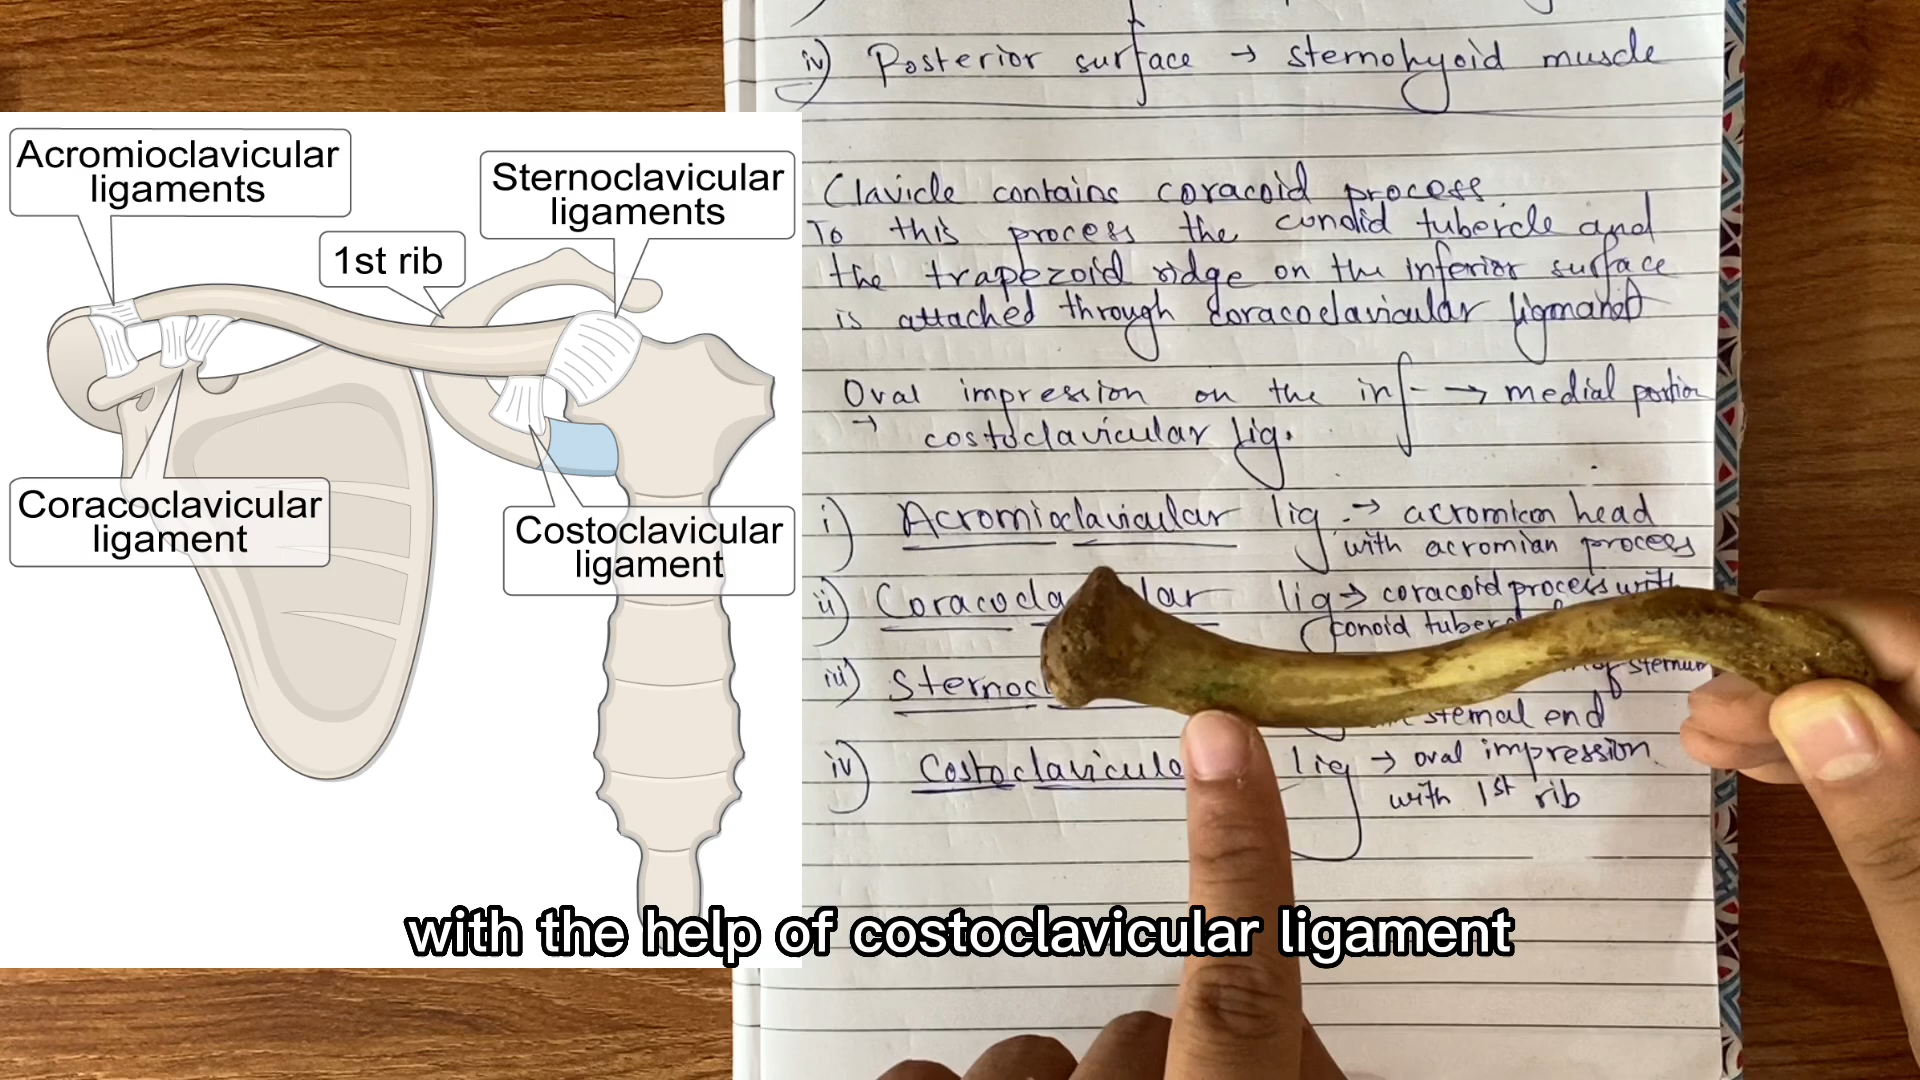 iv) Posterior surface → sternohyoid muscle
Acromioclavicular
ligaments
Sternoclavicular
ligaments
1st rib
Coracoclavicular
ligament
Costoclavicular
ligament
Clavicle contains coracoid process.
To this process the conoid tubercle and
the trapezoid ridge on the inferior surface
is attached through coracoclavicular
Oval impression on the inf → medial portion
→ costoclavicular lig.
i) Acromioclavicular lig → acromion head
with acromian process
ii) Coracocla lar lig → coracoid process with
conoid tuber
iii) Sternoc of sternum
sternal end
iv) Costoclavicula lig → oval impression
with 1st rib
with the help of costoclavicular ligament